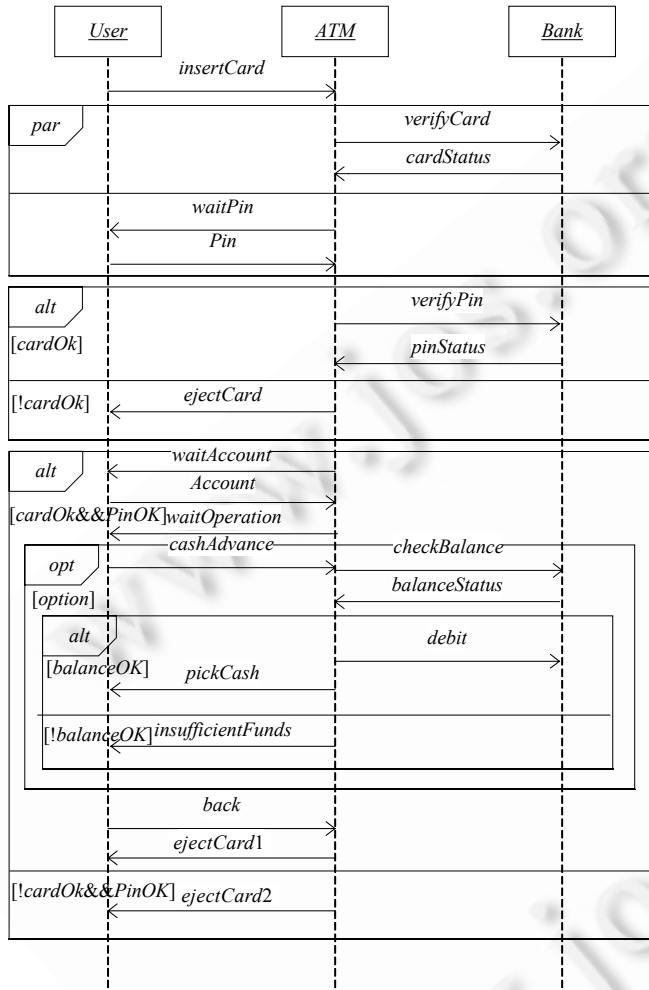 User ATM Bank
insertCard
par
verifyCard
cardStatus
waitPin
Pin
alt
verifyPin
[cardOk]
pinStatus
[!cardOk]
ejectCard
alt
waitAccount
Account
[cardOk&&PinOK]
waitOperation
opt
cashAdvance
checkBalance
[option]
balanceStatus
alt
debit
[balanceOK]
pickCash
[!balanceOK]
insufficientFunds
back
ejectCard1
[!cardOk&&PinOK]
ejectCard2